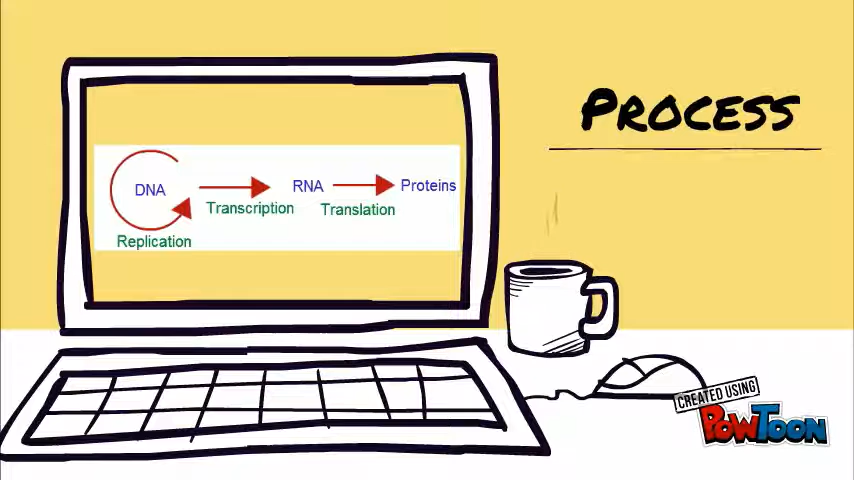 PROCESS
DNA
RNA
Proteins
Transcription
Translation
Replication
CREATED USING
POWTOON